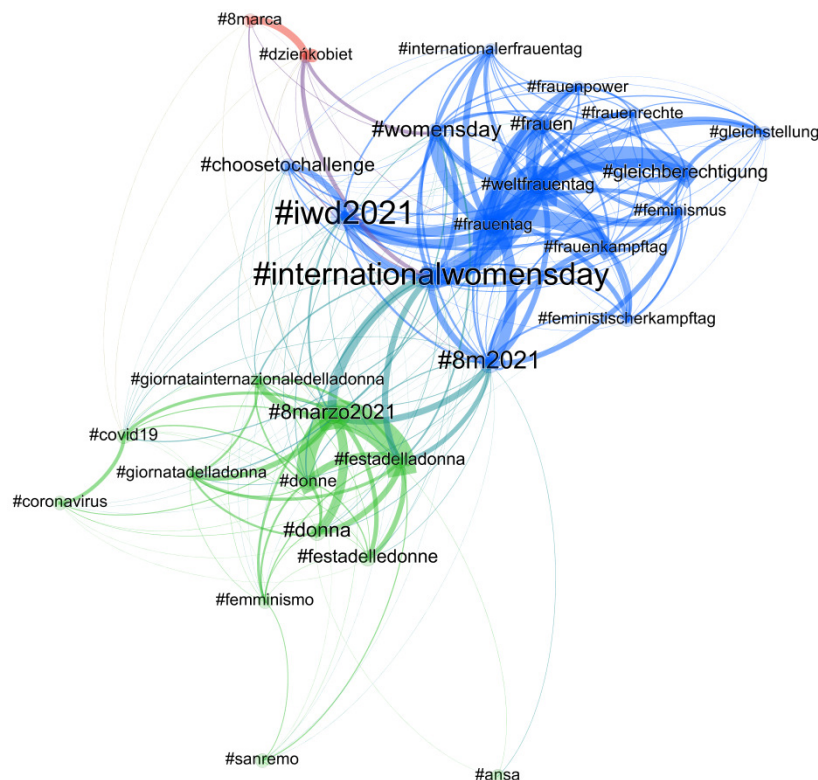 #8marca
#dzieńkobiet
#internationalerfrauentag
#frauenpower
#womensday
#frauen
#frauenrechte
#gleichstellung
#choosetochallenge
#weltfrauentag
#gleichberechtigung
#iwd2021
#frauentag
#feminismus
#frauenkampftag
#internationalwomensday
#feministischerkampftag
#8m2021
#giornatainternazionaledelladonna
#8marzo2021
#covid19
#festadelladonna
#giornatadelladonna
#donne
#coronavirus
#donna
#festadelledonne
#femminismo
#sanremo
#ansa